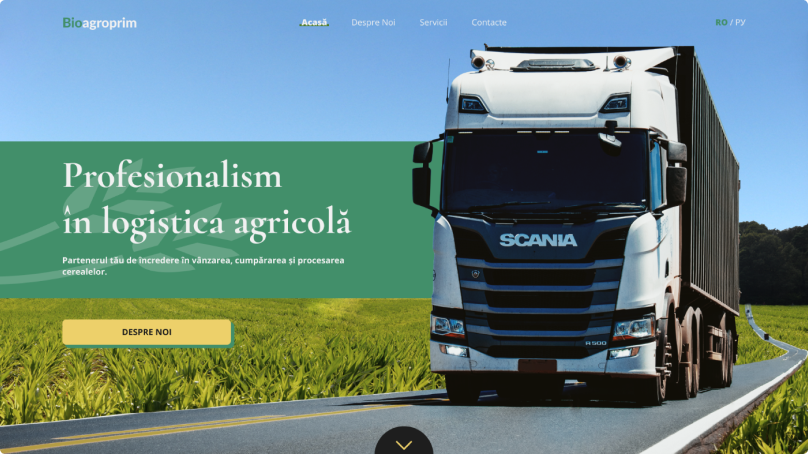 Bioagroprim
Acasă
Despre Noi
Servicii
Contacte
RO / РУ
Profesionalism
în logistica agricolă
Partenerul tău de încredere în vânzarea, cumpărarea și procesarea
cerealelor.
DESPRE NOI
SCANIA
R 500